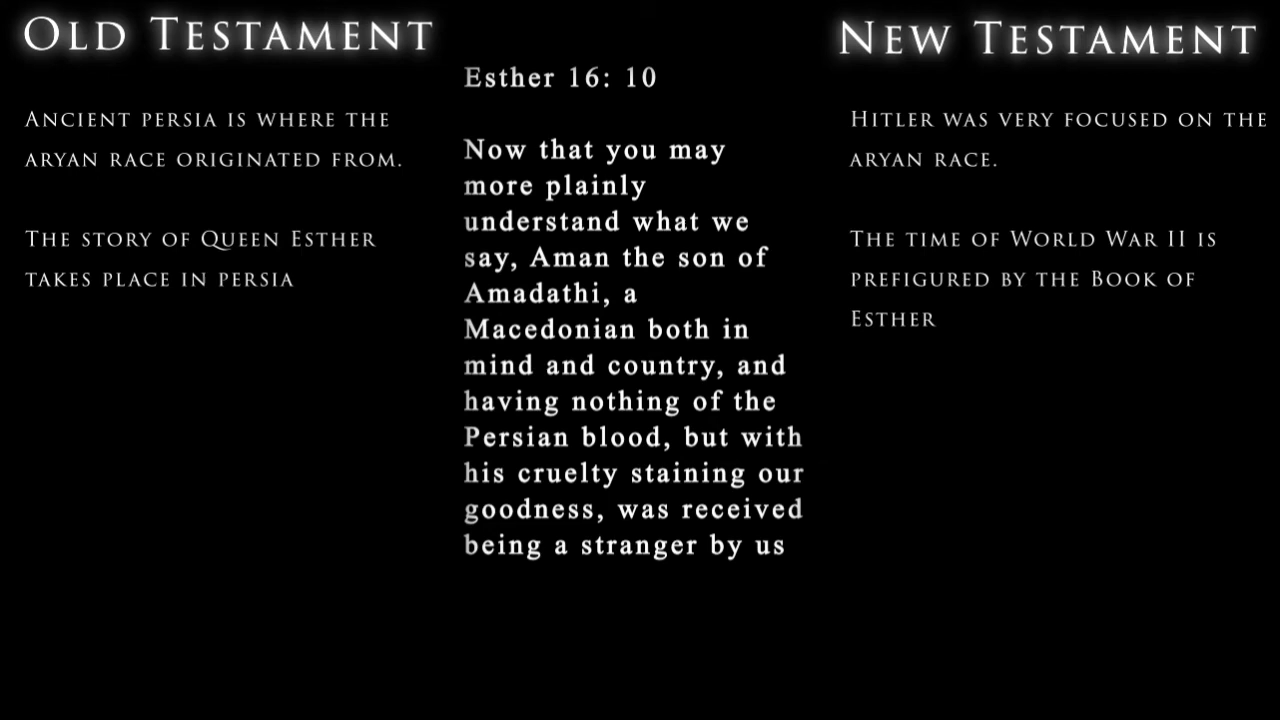 Old Testament
Ancient persia is where the
aryan race originated from.
The story of Queen Esther
takes place in persia
Esther 16: 10
Now that you may
more plainly
understand what we
say, Aman the son of
Amadathi, a
Macedonian both in
mind and country, and
having nothing of the
Persian blood, but with
his cruelty staining our
goodness, was received
being a stranger by us
New Testament
Hitler was very focused on the
aryan race.
The time of World War II is
prefigured by the Book of
Esther